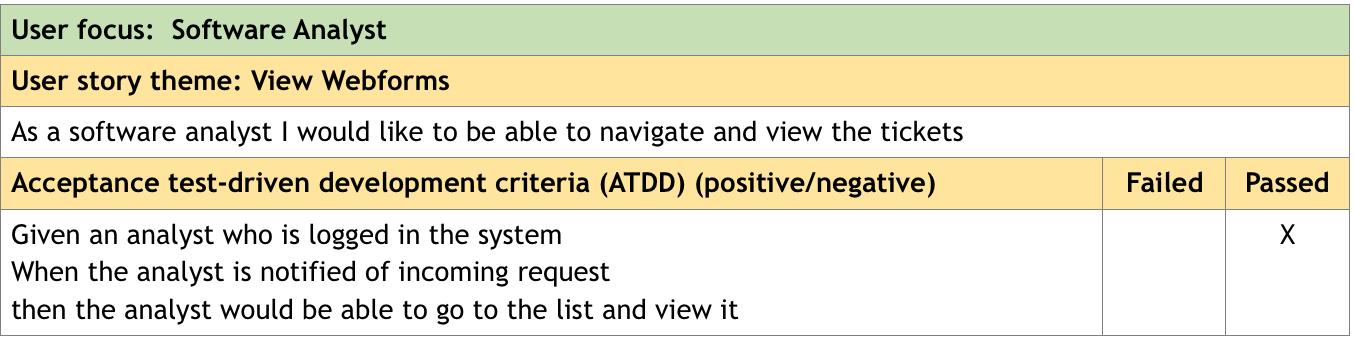 User focus:  Software Analyst
User story theme: View Webforms
As a software analyst I would like to be able to navigate and view the tickets
Acceptance test-driven development criteria (ATDD) (positive/negative) Failed Passed
Given an analyst who is logged in the system X
When the analyst is notified of incoming request
then the analyst would be able to go to the list and view it